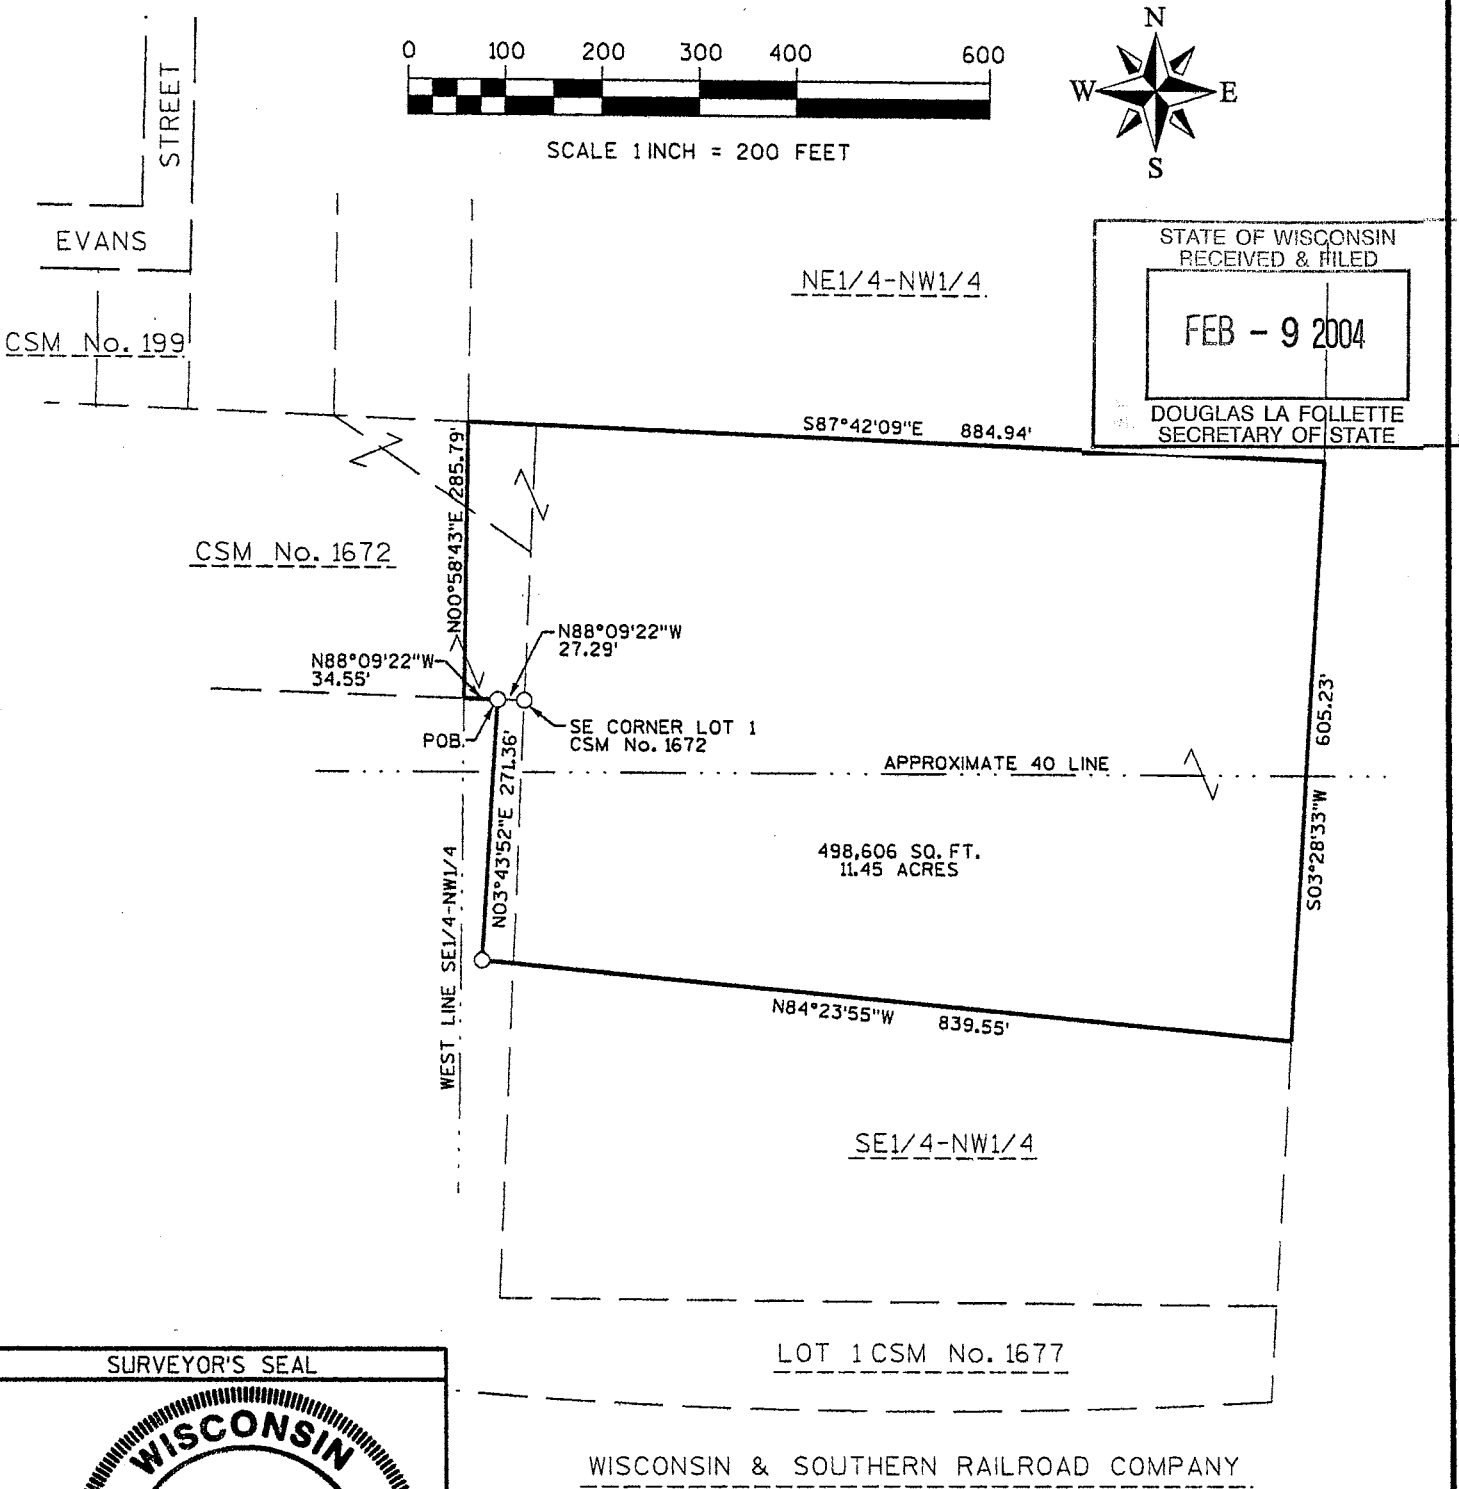 N
0 100 200 300 400 600
W E
SCALE 1 INCH = 200 FEET
S
STREET
EVANS
STATE OF WISCONSIN
RECEIVED & FILED
FEB - 9 2004
DOUGLAS LA FOLLETTE
SECRETARY OF STATE
NE1/4-NW1/4
CSM No. 199
S87°42'09"E 884.94'
N00°58'43"E 285.79'
CSM No. 1672
N88°09'22"W
27.29'
N88°09'22"W
34.55'
POB
SE CORNER LOT 1
CSM No. 1672
605.23'
S03°28'33"W
APPROXIMATE 40 LINE
N03°43'52"E 271.36'
498,606 SQ. FT.
11.45 ACRES
WEST LINE SE1/4-NW1/4
N84°23'55"W 839.55'
SE1/4-NW1/4
LOT 1 CSM No. 1677
SURVEYOR'S SEAL
WISCONSIN
WISCONSIN & SOUTHERN RAILROAD COMPANY